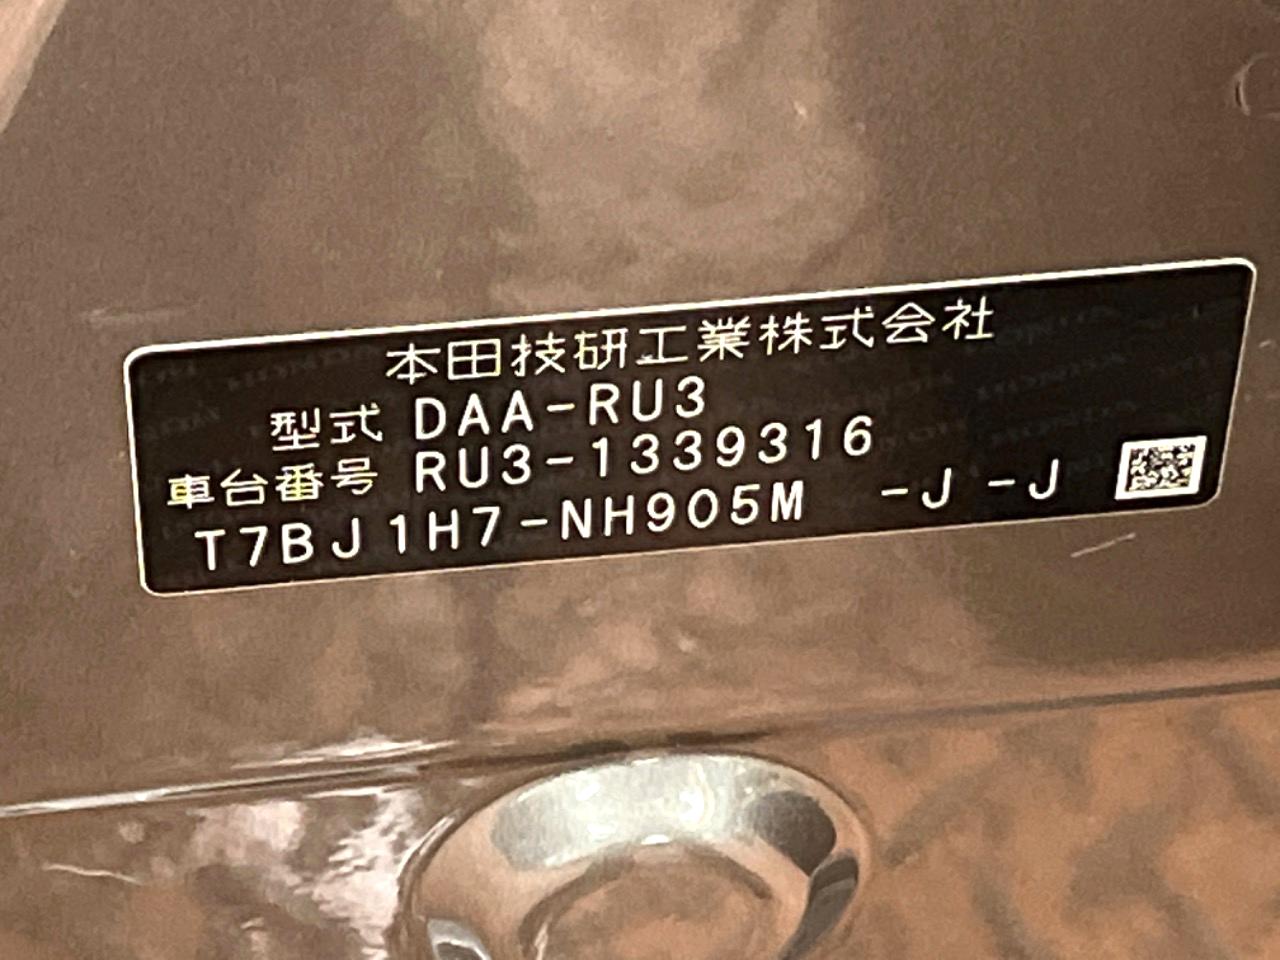 本田技研工業株式会社
型式 DAA-RU3
車台番号 RU3-1339316
T7BJ1H7-NH905M -J -J